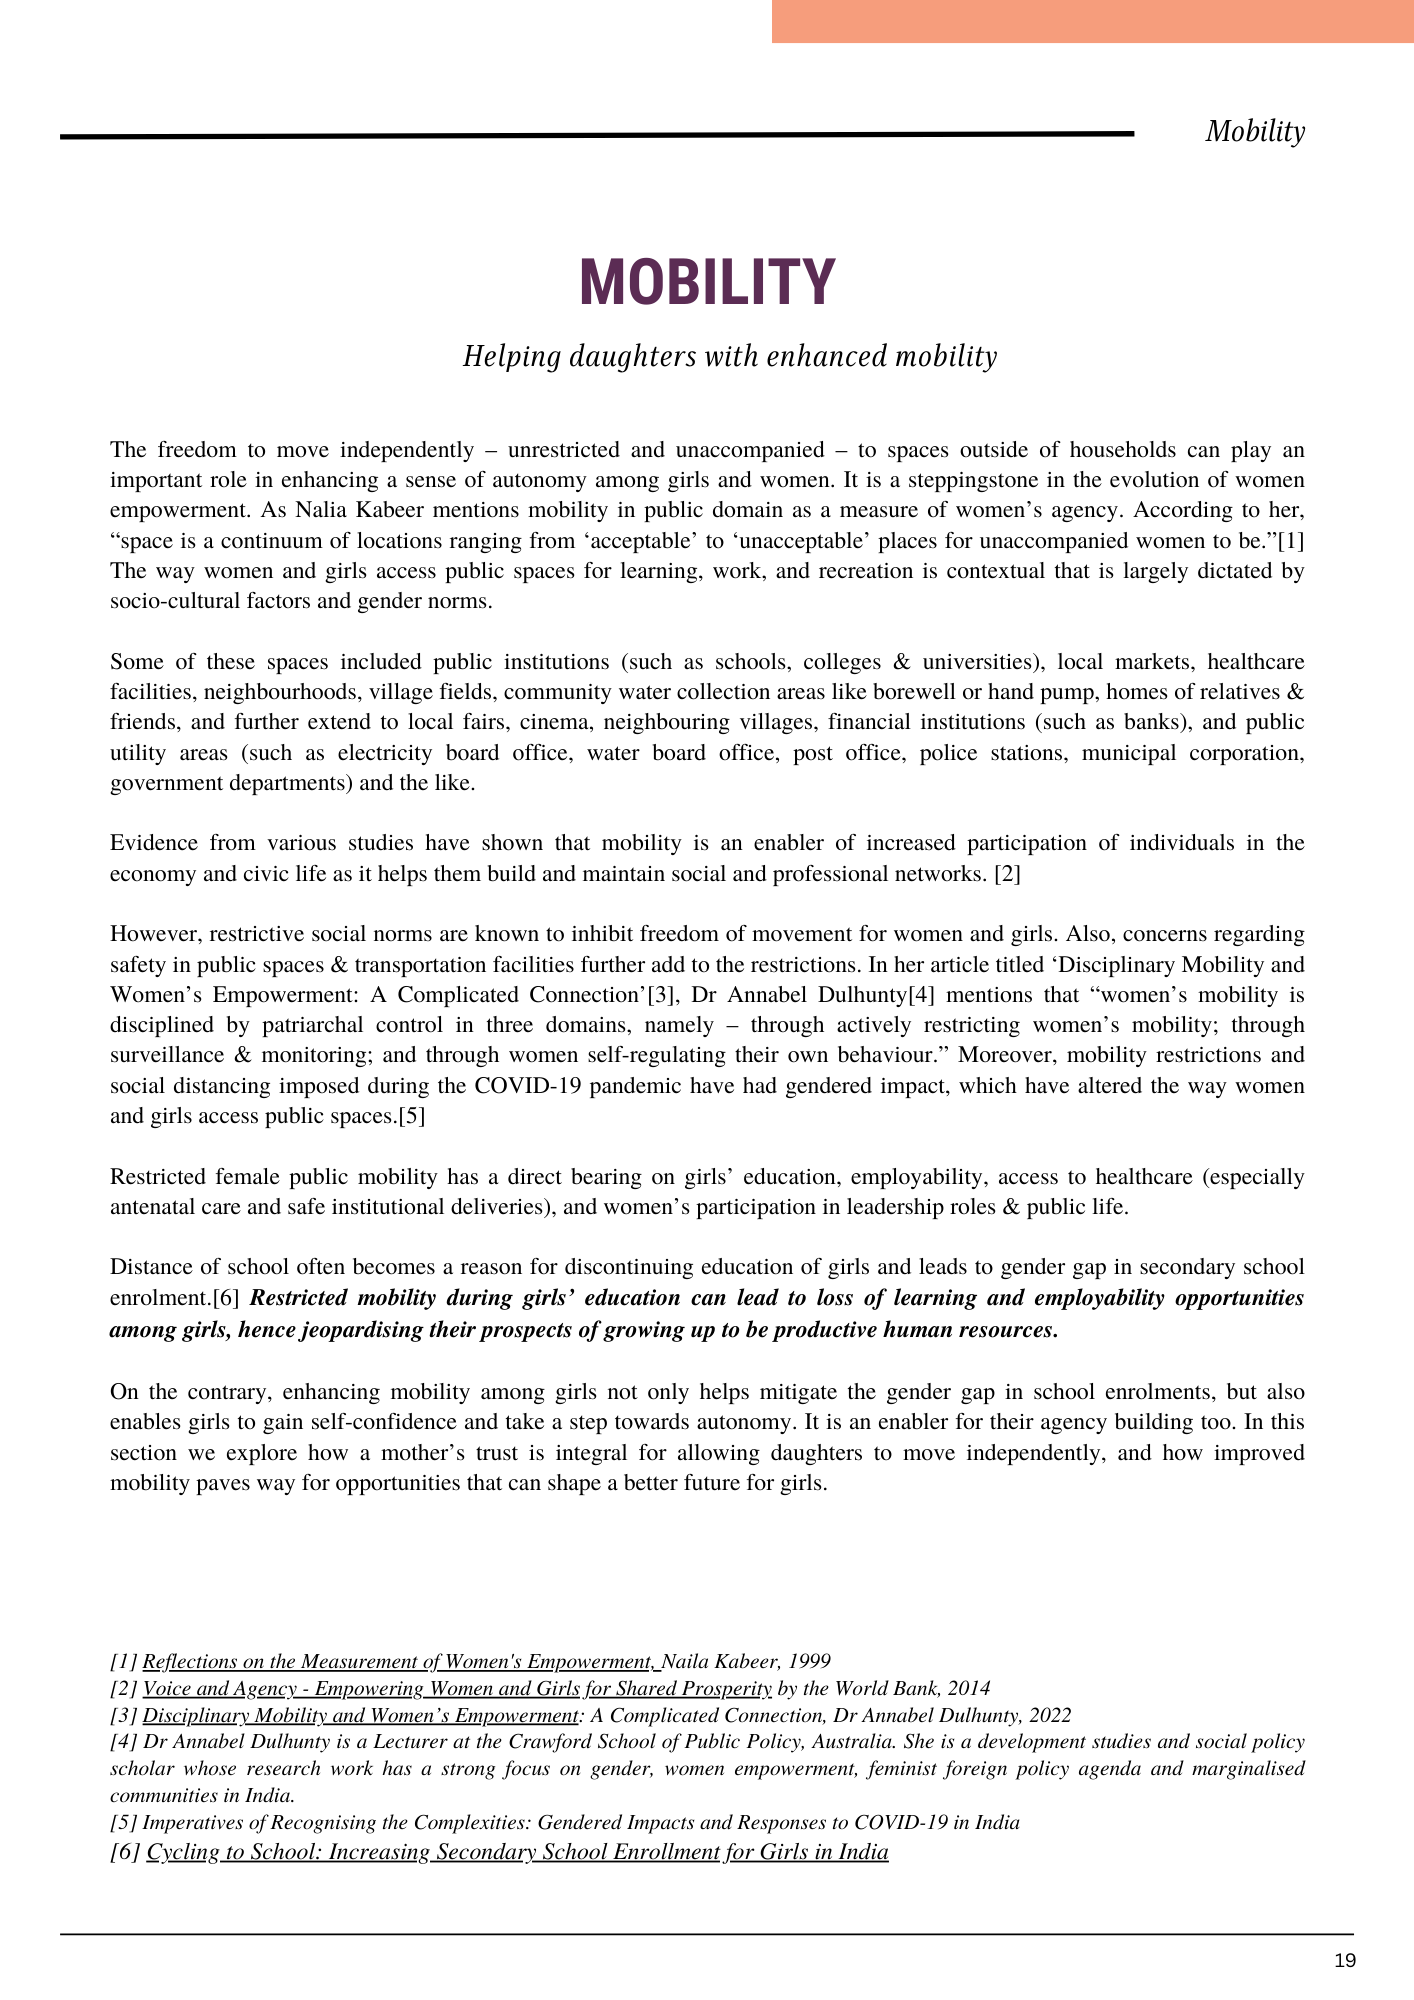 Mobility
MOBILITY
Helping daughters with enhanced mobility
The freedom to move independently – unrestricted and unaccompanied – to spaces outside of households can play an
important role in enhancing a sense of autonomy among girls and women. It is a steppingstone in the evolution of women
empowerment. As Nalia Kabeer mentions mobility in public domain as a measure of women’s agency. According to her,
“space is a continuum of locations ranging from ‘acceptable’ to ‘unacceptable’ places for unaccompanied women to be.”[1]
The way women and girls access public spaces for learning, work, and recreation is contextual that is largely dictated by
socio-cultural factors and gender norms.
Some of these spaces included public institutions (such as schools, colleges & universities), local markets, healthcare
facilities, neighbourhoods, village fields, community water collection areas like borewell or hand pump, homes of relatives &
friends, and further extend to local fairs, cinema, neighbouring villages, financial institutions (such as banks), and public
utility areas (such as electricity board office, water board office, post office, police stations, municipal corporation,
government departments) and the like.
Evidence from various studies have shown that mobility is an enabler of increased participation of individuals in the
economy and civic life as it helps them build and maintain social and professional networks. [2]
However, restrictive social norms are known to inhibit freedom of movement for women and girls. Also, concerns regarding
safety in public spaces & transportation facilities further add to the restrictions. In her article titled ‘Disciplinary Mobility and
Women’s Empowerment: A Complicated Connection’[3], Dr Annabel Dulhunty[4] mentions that “women’s mobility is
disciplined by patriarchal control in three domains, namely – through actively restricting women’s mobility; through
surveillance & monitoring; and through women self-regulating their own behaviour.” Moreover, mobility restrictions and
social distancing imposed during the COVID-19 pandemic have had gendered impact, which have altered the way women
and girls access public spaces.[5]
Restricted female public mobility has a direct bearing on girls’ education, employability, access to healthcare (especially
antenatal care and safe institutional deliveries), and women’s participation in leadership roles & public life.
Distance of school often becomes a reason for discontinuing education of girls and leads to gender gap in secondary school
enrolment.[6] Restricted mobility during girls’ education can lead to loss of learning and employability opportunities
among girls, hence jeopardising their prospects of growing up to be productive human resources.
On the contrary, enhancing mobility among girls not only helps mitigate the gender gap in school enrolments, but also
enables girls to gain self-confidence and take a step towards autonomy. It is an enabler for their agency building too. In this
section we explore how a mother’s trust is integral for allowing daughters to move independently, and how improved
mobility paves way for opportunities that can shape a better future for girls.
[1] Reflections on the Measurement of Women's Empowerment, Naila Kabeer, 1999
[2] Voice and Agency - Empowering Women and Girls for Shared Prosperity by the World Bank, 2014
[3] Disciplinary Mobility and Women’s Empowerment: A Complicated Connection, Dr Annabel Dulhunty, 2022
[4] Dr Annabel Dulhunty is a Lecturer at the Crawford School of Public Policy, Australia. She is a development studies and social policy
scholar whose research work has a strong focus on gender, women empowerment, feminist foreign policy agenda and marginalised
communities in India.
[5] Imperatives of Recognising the Complexities: Gendered Impacts and Responses to COVID-19 in India
[6] Cycling to School: Increasing Secondary School Enrollment for Girls in India
19